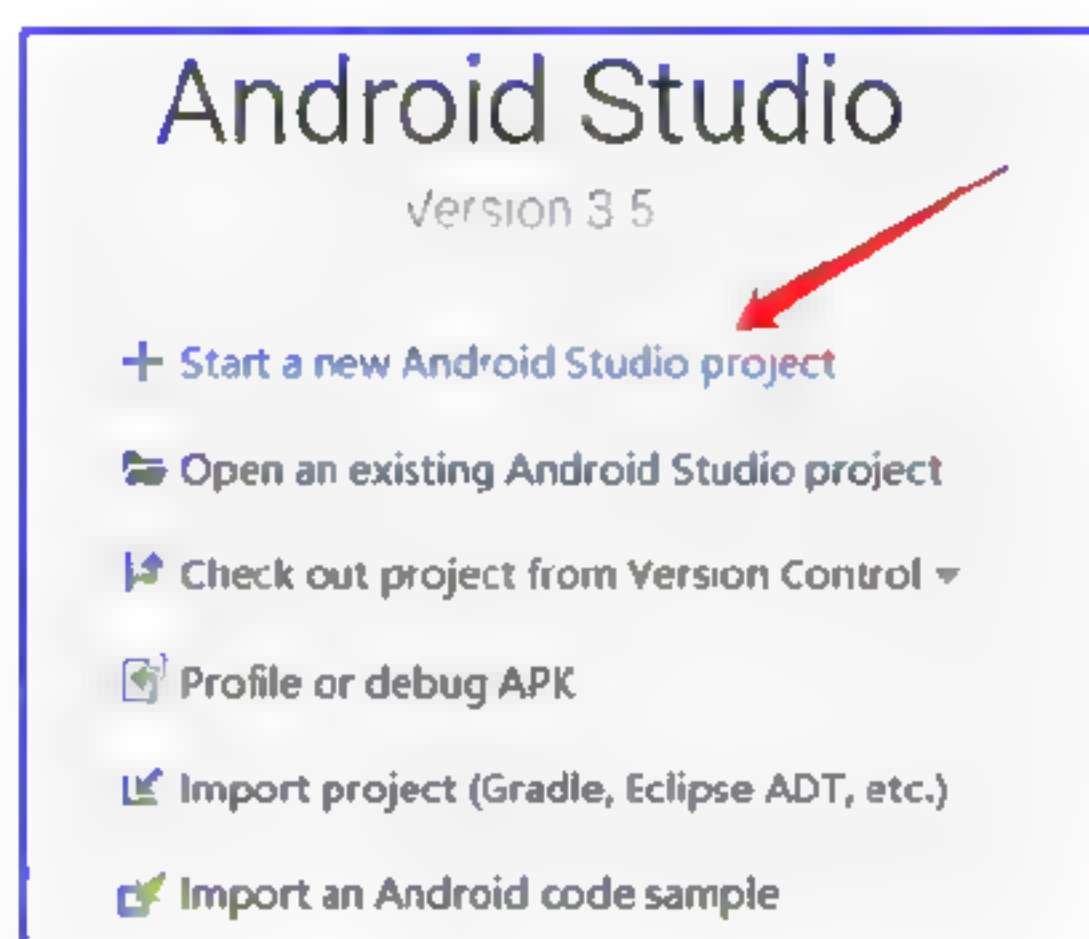 Android Studio
Version 3.5
Start a new Android Studio project
Open an existing Android Studio project
Check out project from Version Control
Profile or debug APK
Import project (Gradle, Eclipse ADT, etc.)
Import an Android code sample